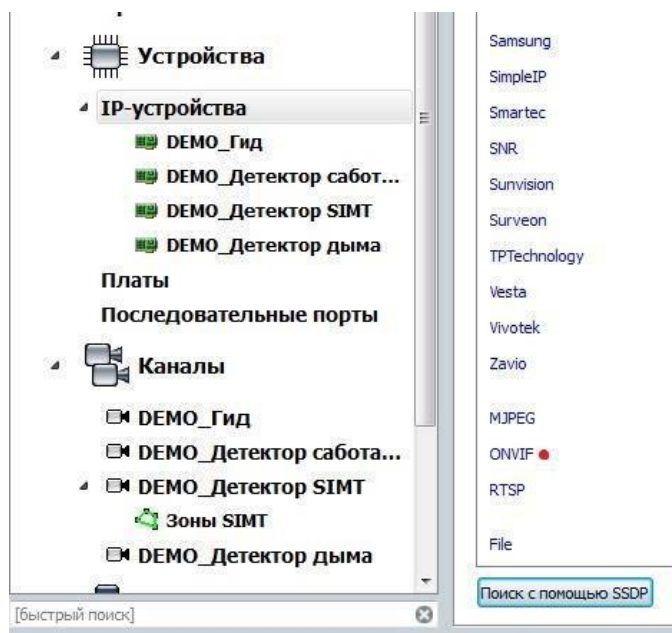 Устройства
IP-устройства
DEMO_Гид
DEMO_Детектор сабот...
DEMO_Детектор SIMT
DEMO_Детектор дыма
Платы
Последовательные порты
Каналы
DEMO_Гид
DEMO_Детектор сабота...
DEMO_Детектор SIMT
Зоны SIMT
DEMO_Детектор дыма
[быстрый поиск]
Samsung
SimpleIP
Smartec
SNR
Sunvision
Surveon
TPTechnology
Vesta
Vivotek
Zavio
MJPEG
ONVIF
RTSP
File
Поиск с помощью SSDP